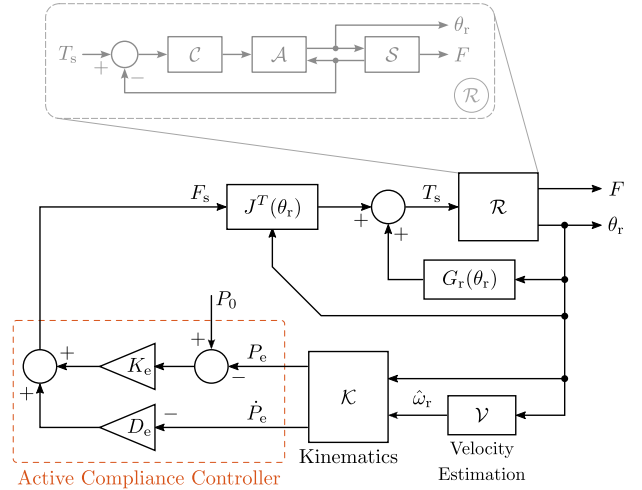 θr
Ts
C
A
S
F
+
−
R
Fs
J^T(θr)
Ts
R
F
θr
+
+
Gr(θr)
P0
+
Ke
Pe
−
+
+
De
−
Ṗe
K
ω̂r
V
Kinematics
Velocity
Estimation
Active Compliance Controller